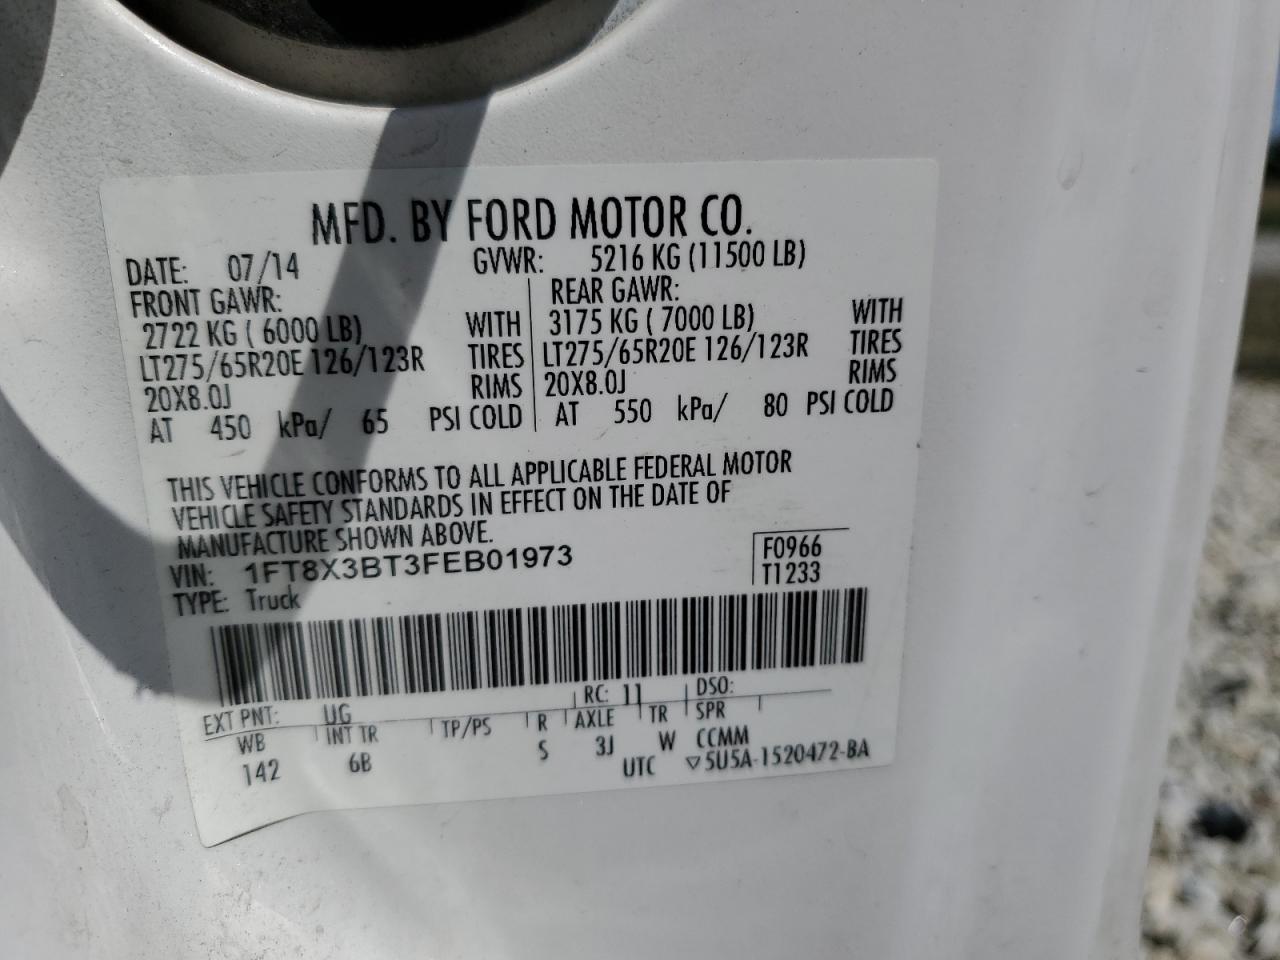 MFD. BY FORD MOTOR CO.
DATE: 07/14 GVWR: 5216 KG (11500 LB)
FRONT GAWR:
2722 KG ( 6000 LB) WITH
LT275/65R20E 126/123R TIRES
20X8.0J RIMS
AT 450 kPa/ 65 PSI COLD
REAR GAWR:
3175 KG ( 7000 LB) WITH
LT275/65R20E 126/123R TIRES
20X8.0J RIMS
AT 550 kPa/ 80 PSI COLD
THIS VEHICLE CONFORMS TO ALL APPLICABLE FEDERAL MOTOR
VEHICLE SAFETY STANDARDS IN EFFECT ON THE DATE OF
MANUFACTURE SHOWN ABOVE.
VIN: 1FT8X3BT3FEB01973
TYPE: Truck
F0966
T1233
EXT PNT: UG RC: 11 DSO:
WB INT TR TP/PS R AXLE TR SPR
142 6B S 3J W CCMM
UTC ▽5U5A-1520472-BA